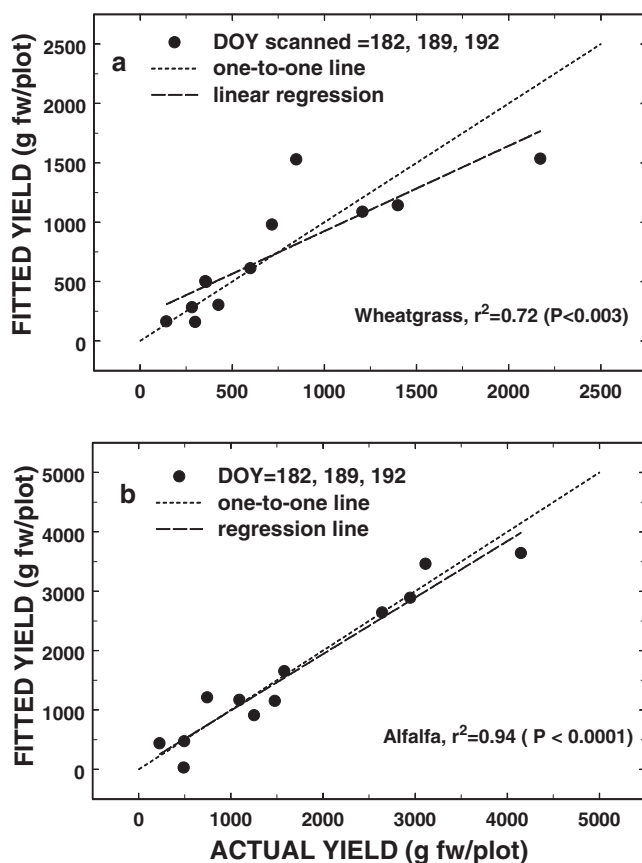 a
DOY scanned =182, 189, 192
one-to-one line
linear regression
FITTED YIELD (g fw/plot)
2500
2000
1500
1000
500
0
Wheatgrass, r²=0.72 (P<0.003)
0 500 1000 1500 2000 2500
b
DOY=182, 189, 192
one-to-one line
regression line
FITTED YIELD (g fw/plot)
5000
4000
3000
2000
1000
0
Alfalfa, r²=0.94 ( P < 0.0001)
0 1000 2000 3000 4000 5000
ACTUAL YIELD (g fw/plot)